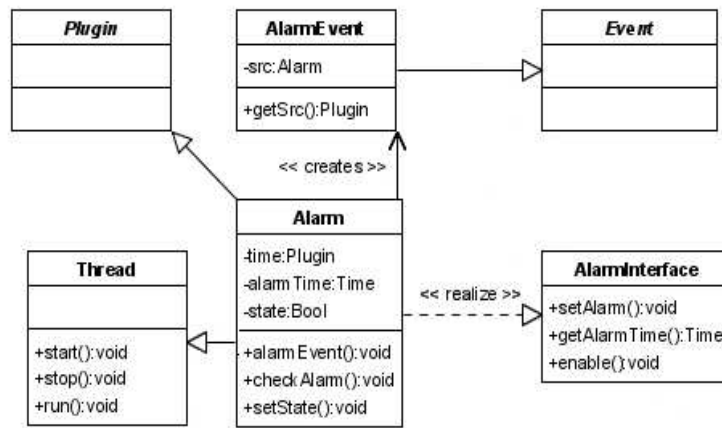 Plugin
AlarmEvent
-src:Alarm
+getSrc():Plugin
Event
<< creates >>
Alarm
-time:Plugin
-alarmTime:Time
-state:Bool
+alarmEvent():void
+checkAlarm():void
+setState():void
Thread
+start():void
+stop():void
+run():void
<< realize >>
AlarmInterface
+setAlarm():void
+getAlarmTime():Time
+enable():void